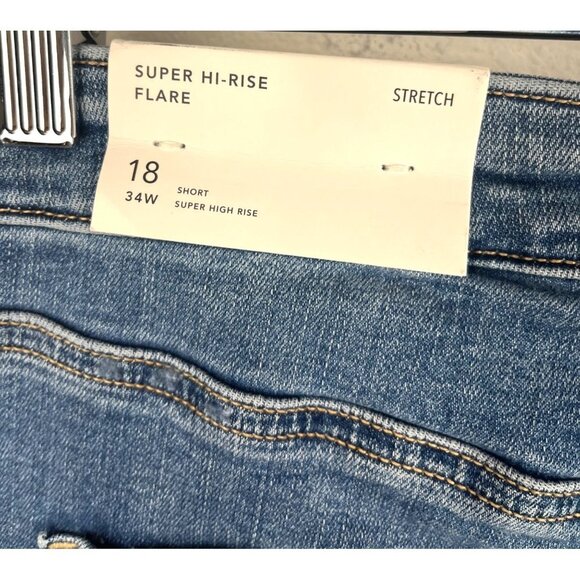 SUPER HI-RISE
FLARE
STRETCH
18
34W
SHORT
SUPER HIGH RISE